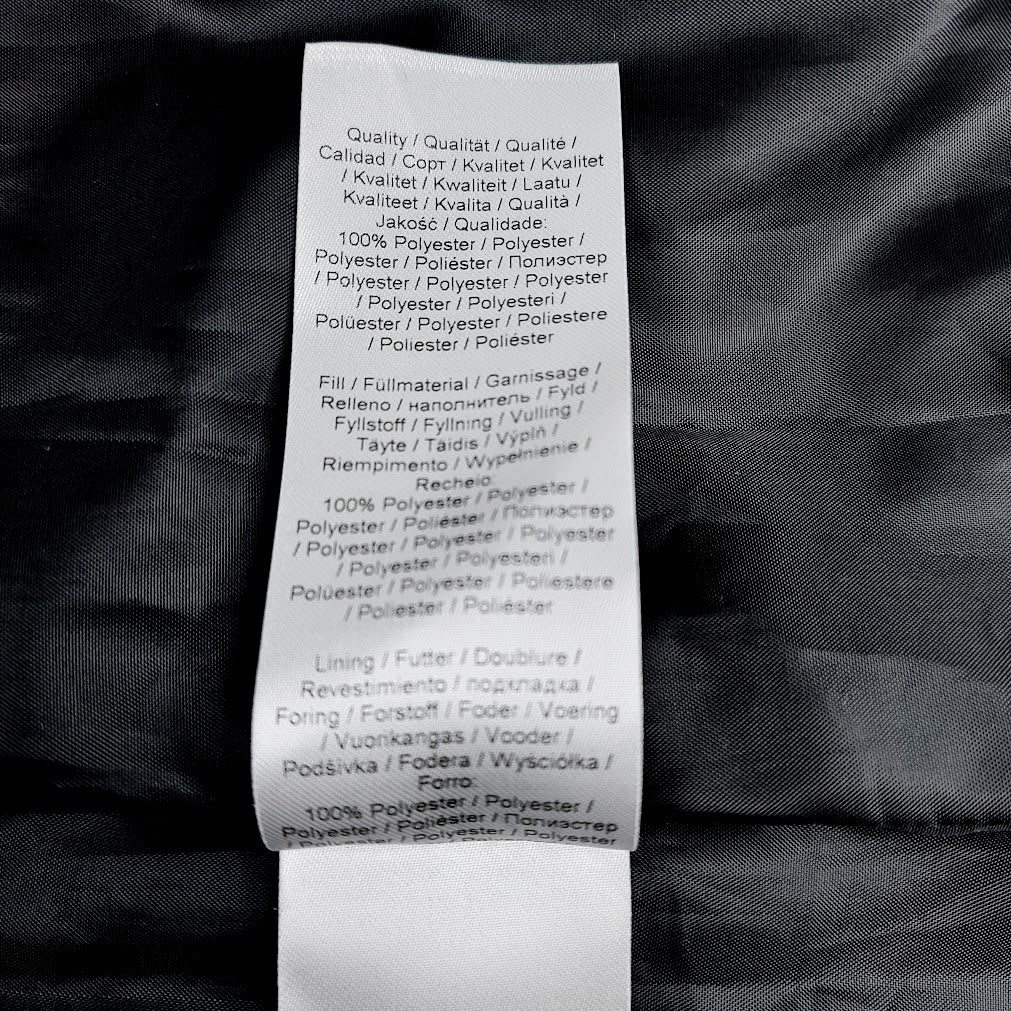 Quality / Qualität / Qualité /
Calidad / Сорт / Kvalitet / Kvalitet
/ Kvalitet / Kwaliteit / Laatu /
Kvaliteet / Kvalita / Qualità /
Jakość / Qualidade:
100% Polyester / Polyester /
Polyester / Poliéster / Полиэстер
/ Polyester / Polyester / Polyester
/ Polyester / Polyesteri /
Polüester / Polyester / Poliestere
/ Poliester / Poliéster
Fill / Füllmaterial / Garnissage /
Relleno / наполнитель / Fyld /
Fyllstoff / Fyllning / Vulling /
Täyte / Täidis / Výplň /
Riempimento / Wypełnienie /
Recheio:
100% Polyester / Polyester /
Polyester / Poliéster / Полиэстер
/ Polyester / Polyester / Polyester
/ Polyester / Polyesteri /
Polüester / Polyester / Poliestere
/ Poliester / Poliéster
Lining / Futter / Doublure /
Revestimiento / подкладка /
Foring / Forstoff / Foder / Voering
/ Vuorikangas / Vooder /
Podšívka / Fodera / Wyściółka /
Forro:
100% Polyester / Polyester /
Polyester / Poliéster / Полиэстер
/ Polyester / Polyester / Polyester